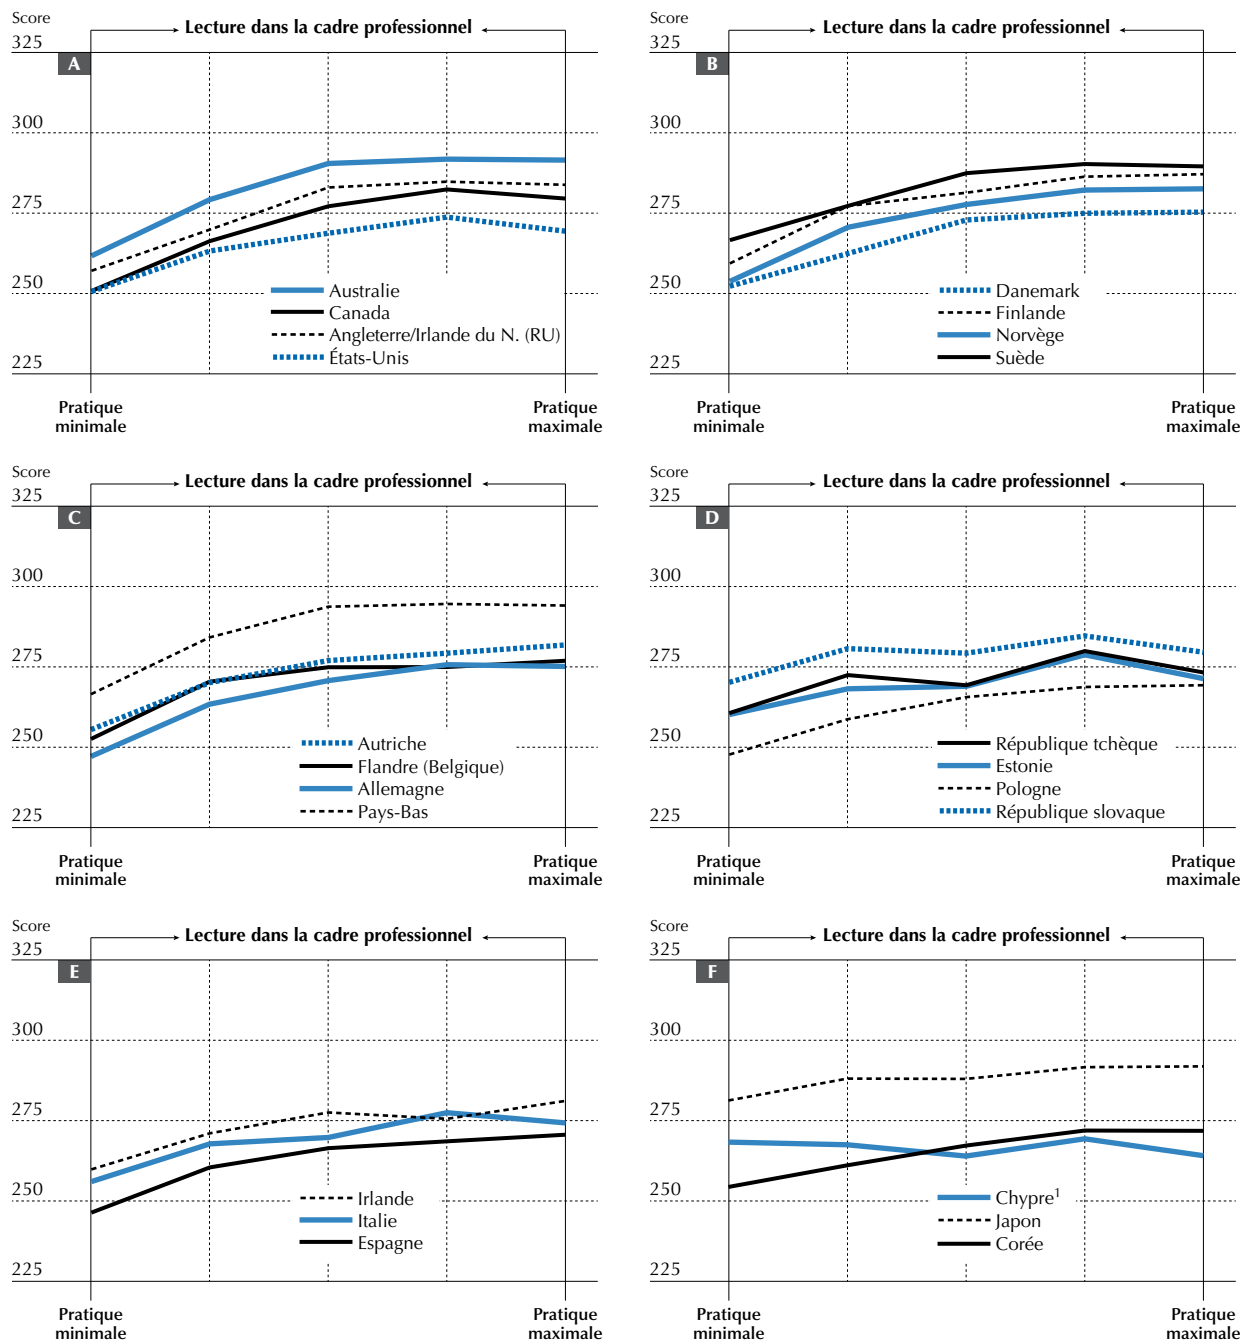 Score
Lecture dans la cadre professionnel
325
A
300
275
250
225
Australie
Canada
Angleterre/Irlande du N. (RU)
États-Unis
Pratique
minimale
Pratique
maximale
Score
Lecture dans la cadre professionnel
325
B
300
275
250
225
Danemark
Finlande
Norvège
Suède
Pratique
minimale
Pratique
maximale
Score
Lecture dans la cadre professionnel
325
C
300
275
250
225
Autriche
Flandre (Belgique)
Allemagne
Pays-Bas
Pratique
minimale
Pratique
maximale
Score
Lecture dans la cadre professionnel
325
D
300
275
250
225
République tchèque
Estonie
Pologne
République slovaque
Pratique
minimale
Pratique
maximale
Score
Lecture dans la cadre professionnel
325
E
300
275
250
225
Irlande
Italie
Espagne
Pratique
minimale
Pratique
maximale
Score
Lecture dans la cadre professionnel
325
F
300
275
250
225
Chypre¹
Japon
Corée
Pratique
minimale
Pratique
maximale